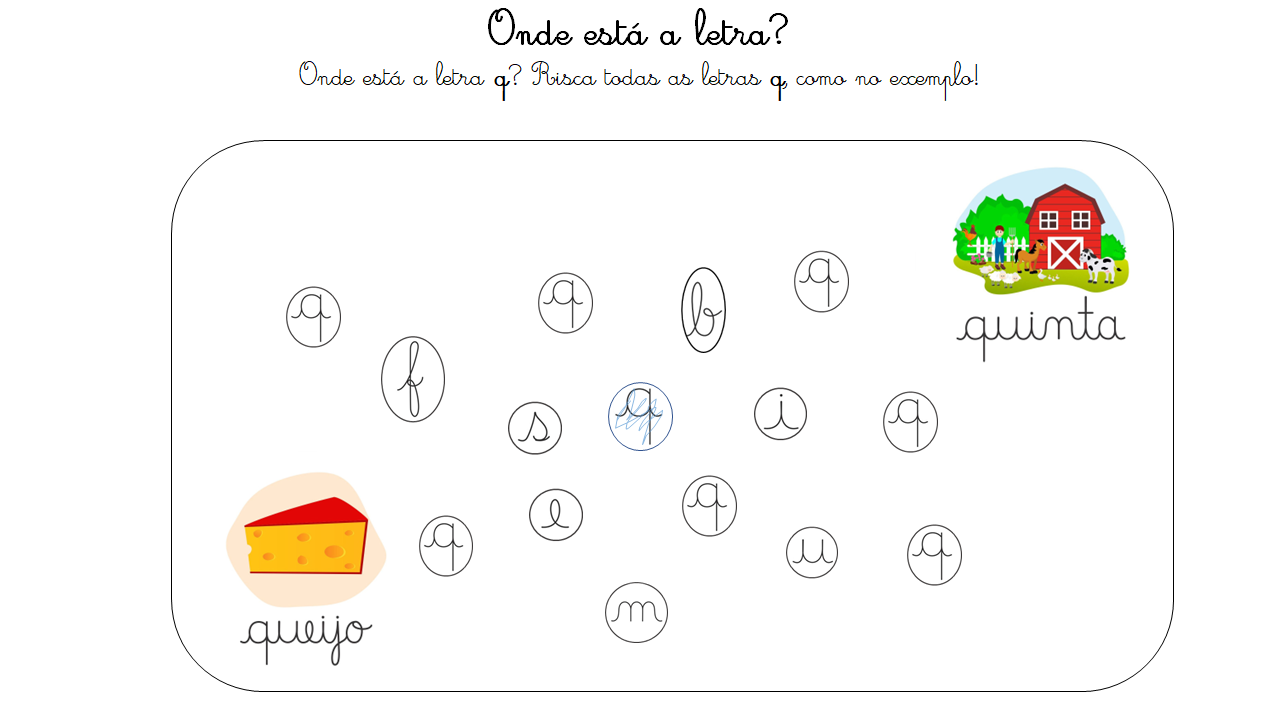 Onde está a letra?
Onde está a letra q? Risca todas as letras q, como no exemplo!
q
q
b
q
quinta
f
s
q
i
q
q
e
q
u
q
m
queijo